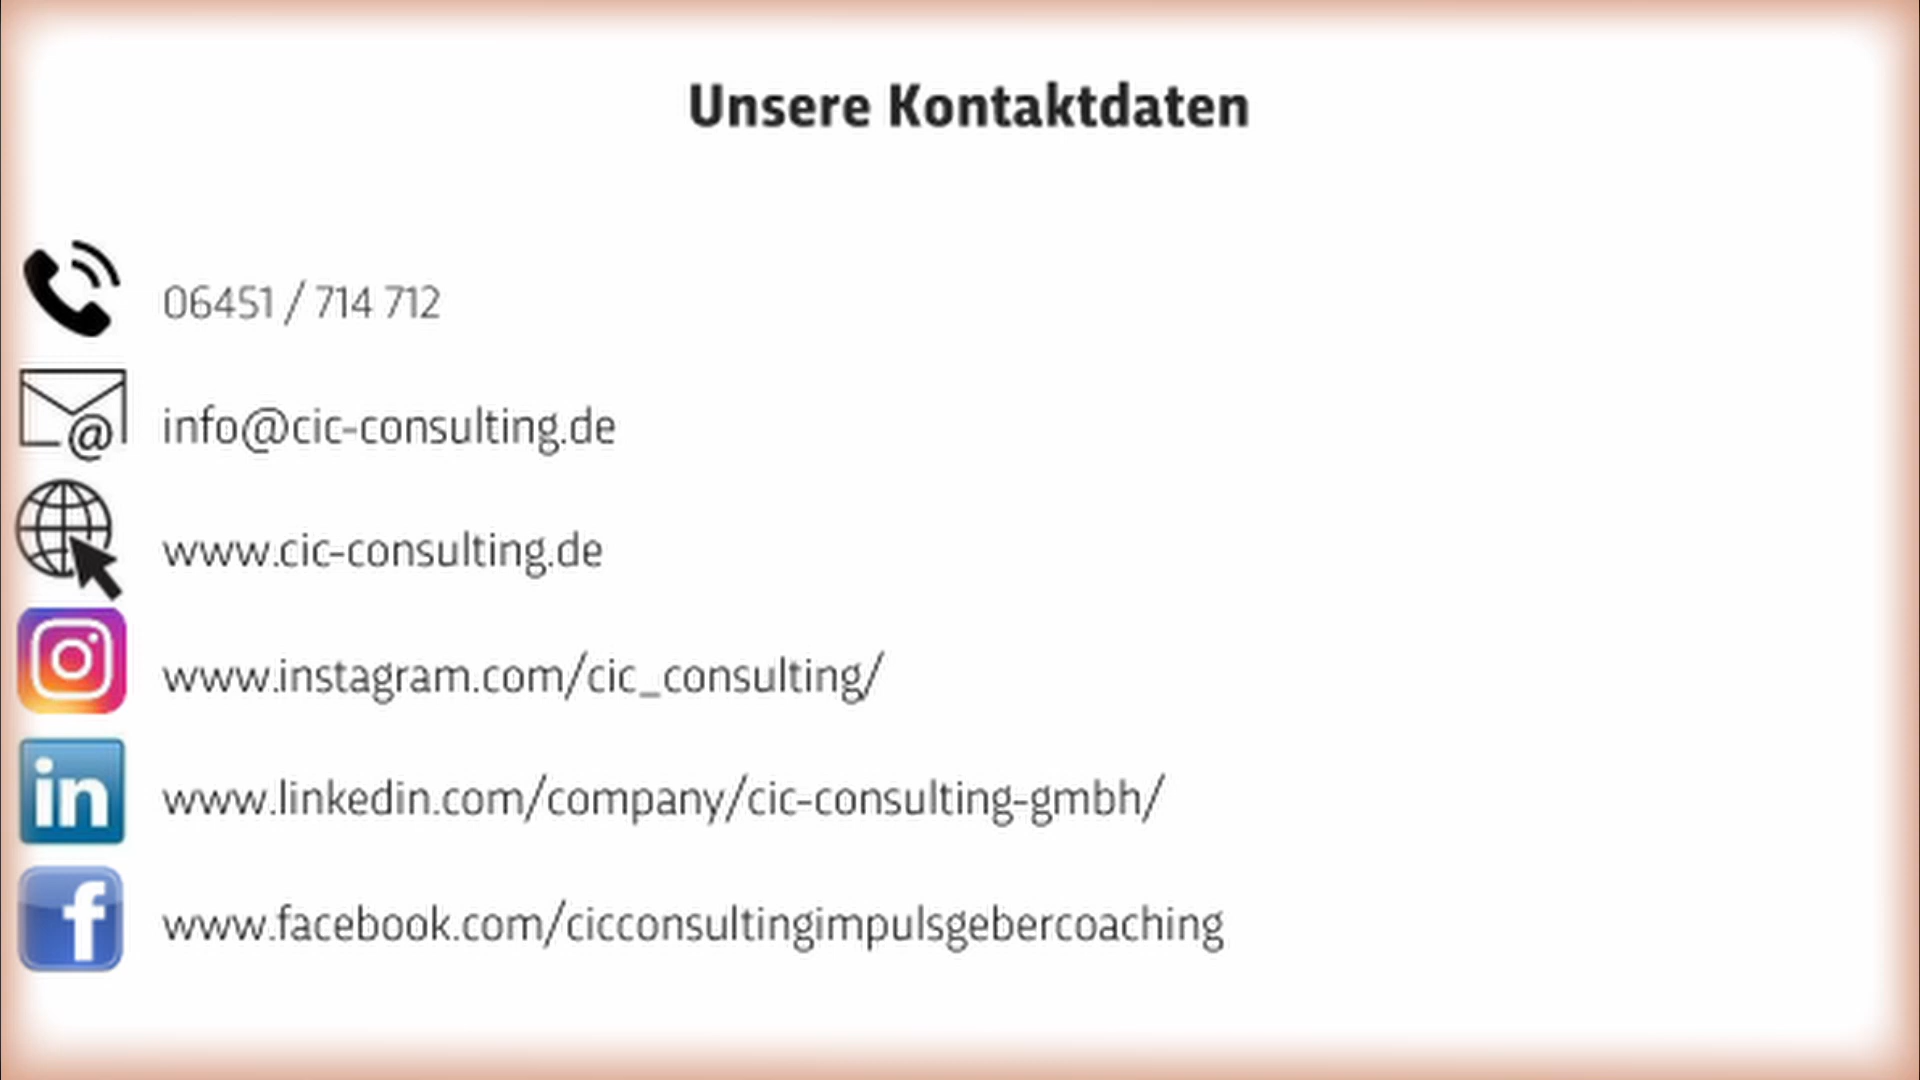 Unsere Kontaktdaten
06451 / 714 712
info@cic-consulting.de
www.cic-consulting.de
www.instagram.com/cic_consulting/
www.linkedin.com/company/cic-consulting-gmbh/
www.facebook.com/cicconsultingimpulsgebercoaching